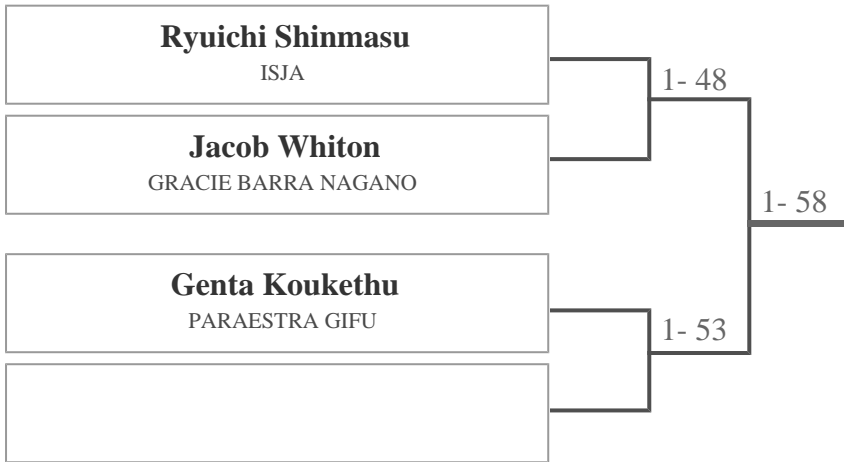 Ryuichi Shinmasu
ISJA
1- 48
Jacob Whiton
GRACIE BARRA NAGANO
1- 58
Genta Koukethu
PARAESTRA GIFU
1- 53